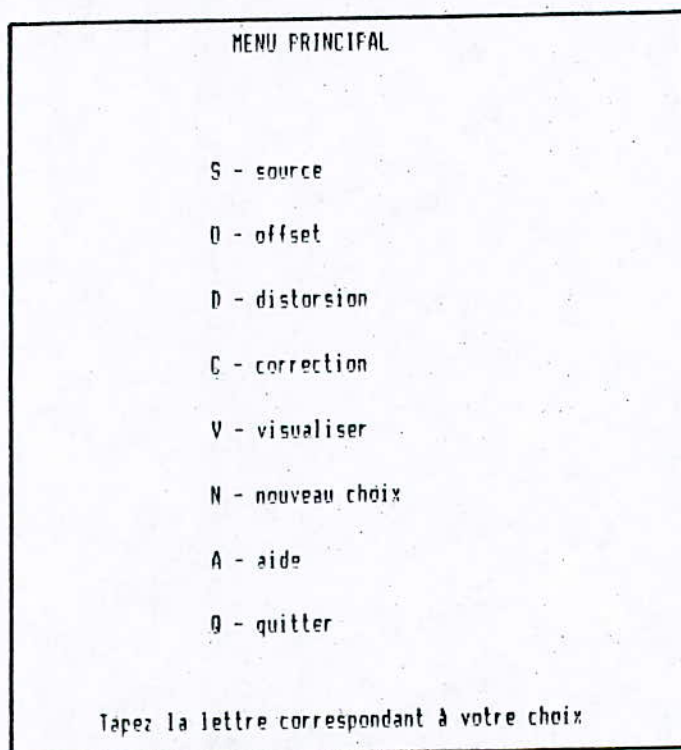 MENU PRINCIPAL
S - source
O - offset
D - distorsion
C - correction
V - visualiser
N - nouveau choix
A - aide
Q - quitter
Tapez la lettre correspondant à votre choix